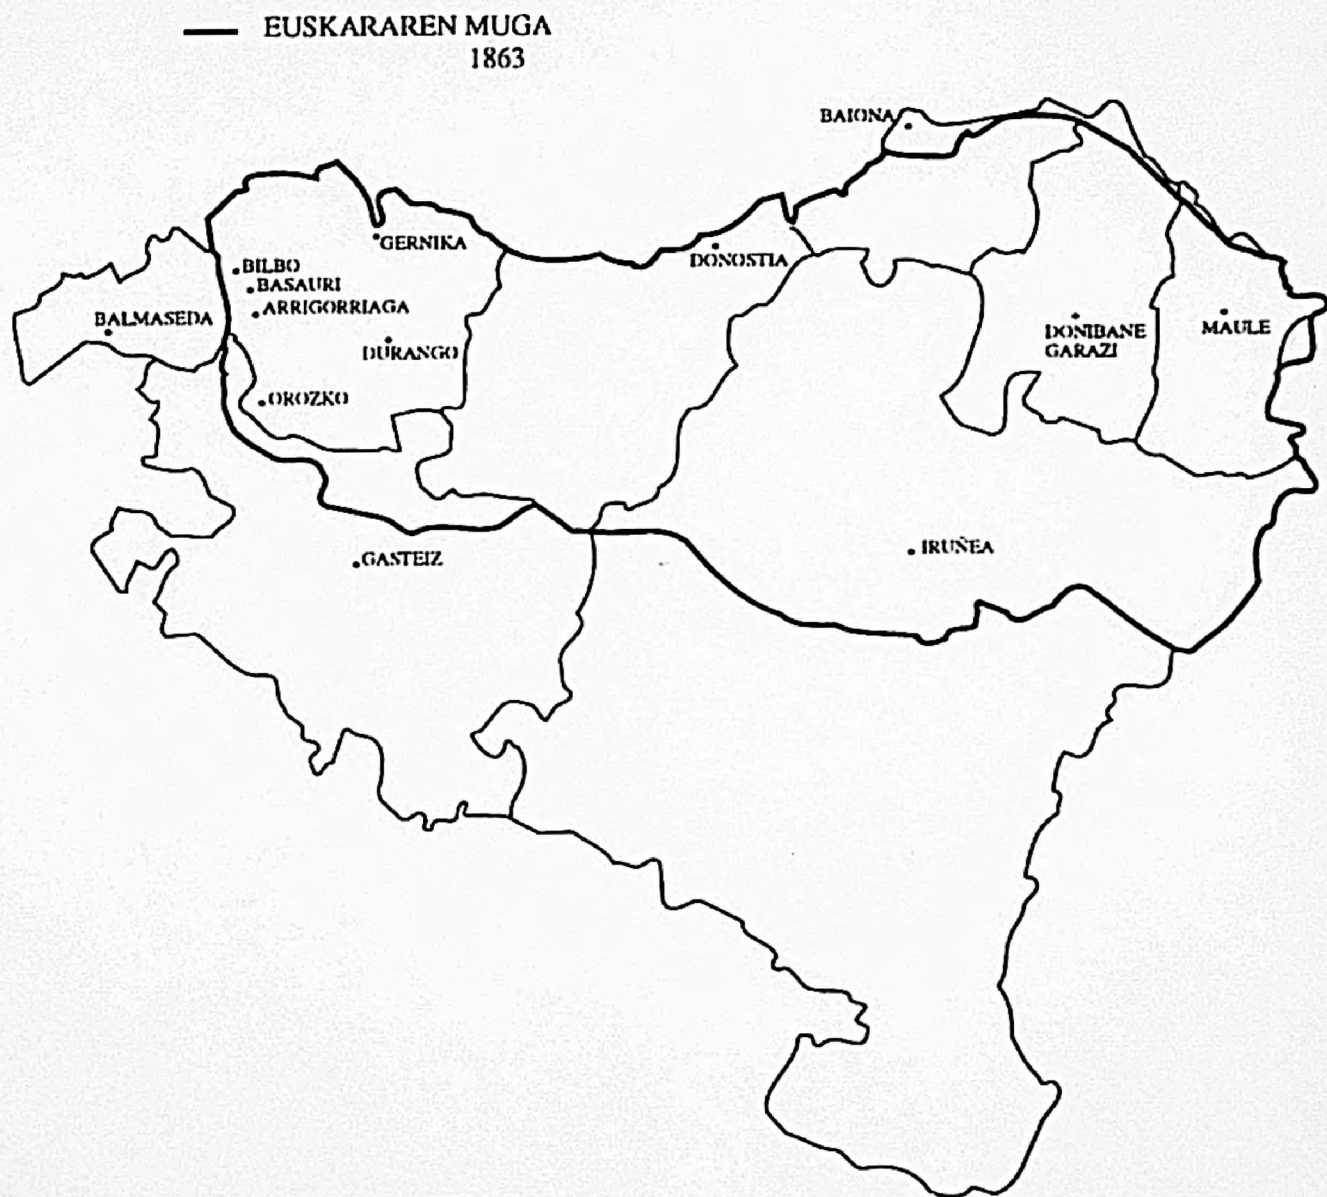 EUSKARAREN MUGA
1863
BAIONA
GERNIKA
DONOSTIA
BILBO
BASAURI
ARRIGORRIAGA
BALMASEDA
DURANGO
DONIBANE
GARAZI
MAULE
OROZKO
IRUÑEA
GASTEIZ